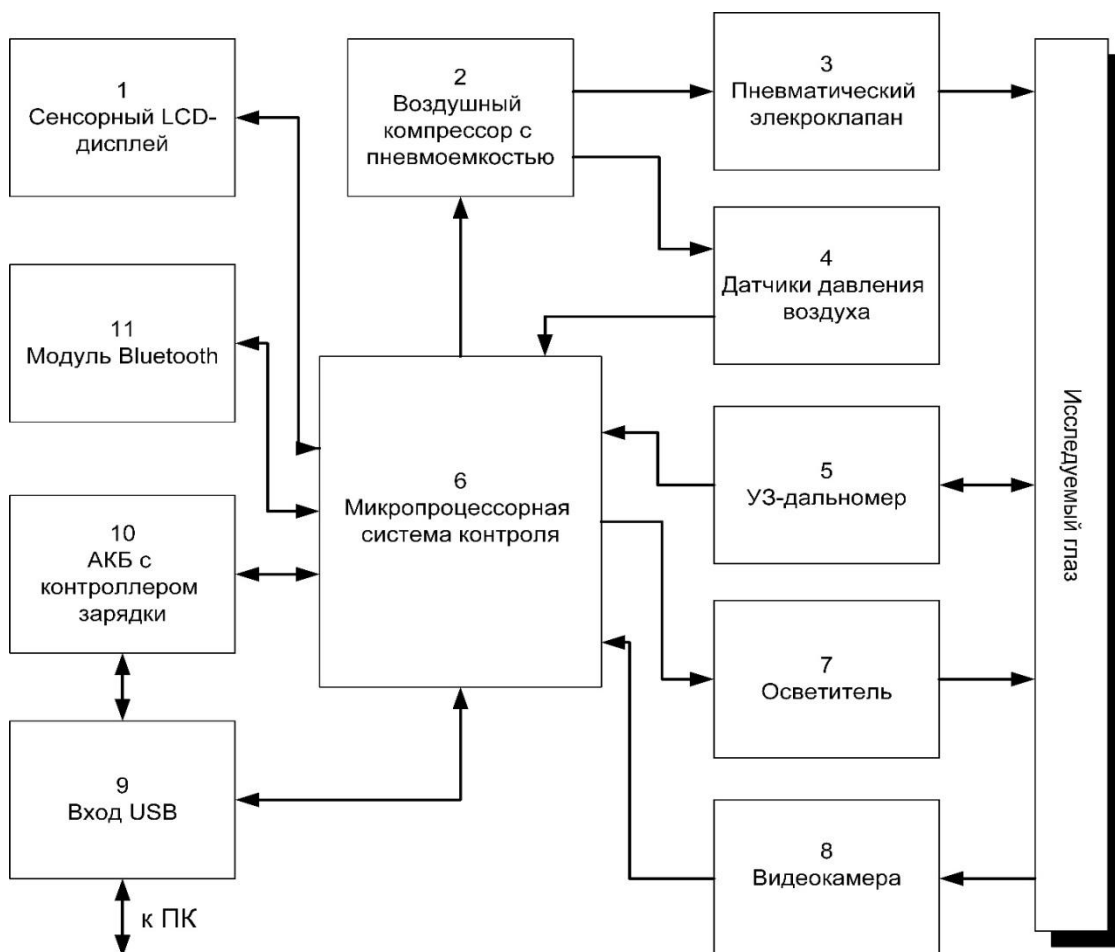 1
Сенсорный LCD-
дисплей
2
Воздушный
компрессор с
пневмоемкостью
3
Пневматический
элекроклапан
4
Датчики давления
воздуха
11
Модуль Bluetooth
6
Микропроцессорная
система контроля
5
УЗ-дальномер
10
АКБ с
контроллером
зарядки
7
Осветитель
9
Вход USB
8
Видеокамера
к ПК
Исследуемый глаз